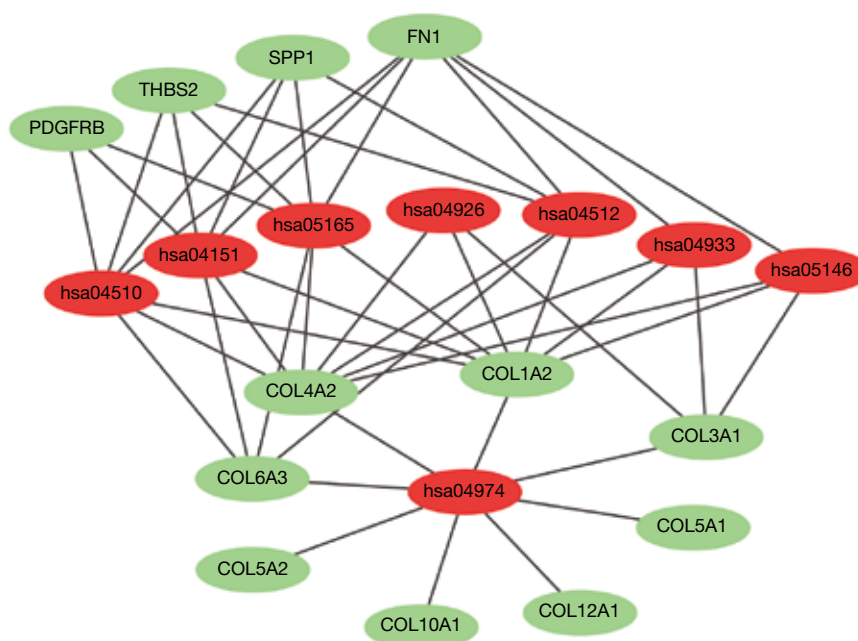 FN1
SPP1
THBS2
PDGFRB
hsa04926
hsa04512
hsa05165
hsa04933
hsa04151
hsa05146
hsa04510
COL1A2
COL4A2
COL3A1
COL6A3
hsa04974
COL5A1
COL5A2
COL12A1
COL10A1